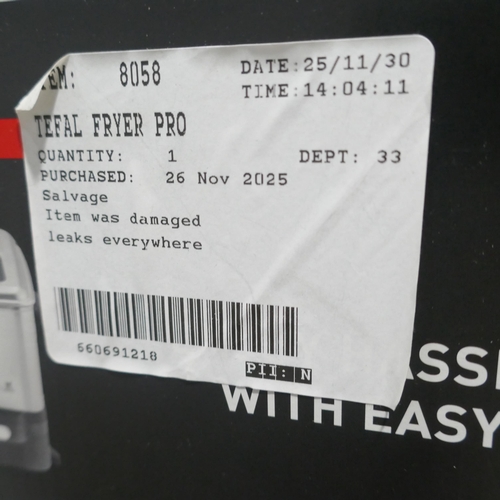 EM: 8058
DATE:25/11/30
TIME:14:04:11
TEFAL FRYER PRO
QUANTITY: 1 DEPT: 33
PURCHASED: 26 Nov 2025
Salvage
Item was damaged
leaks everywhere
660691218
PII: N
ASSI
WITH EASY